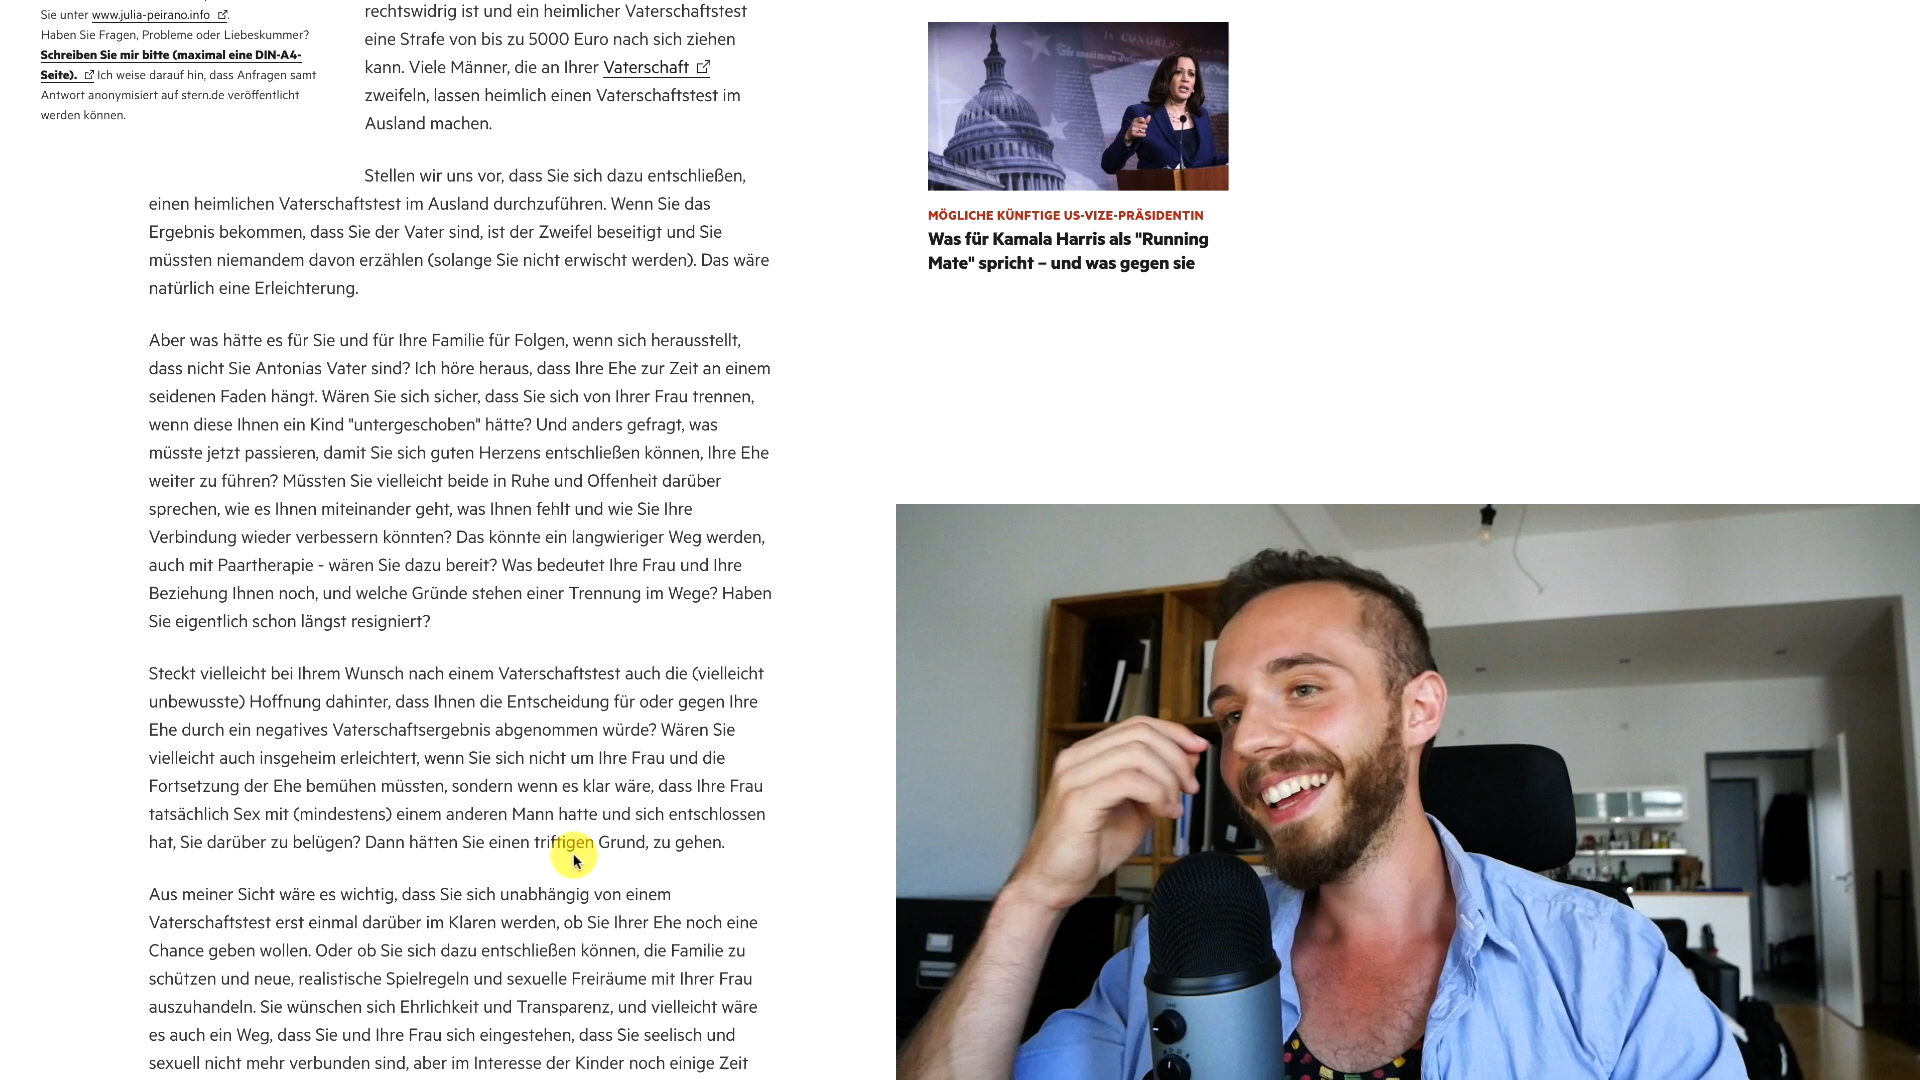 Sie unter www.julia-peirano.info.
Haben Sie Fragen, Probleme oder Liebeskummer?
Schreiben Sie mir bitte (maximal eine DIN-A4-
Seite). Ich weise darauf hin, dass Anfragen samt
Antwort anonymisiert auf stern.de veröffentlicht
werden können.
rechtswidrig ist und ein heimlicher Vaterschaftstest
eine Strafe von bis zu 5000 Euro nach sich ziehen
kann. Viele Männer, die an Ihrer Vaterschaft
zweifeln, lassen heimlich einen Vaterschaftstest im
Ausland machen.
Stellen wir uns vor, dass Sie sich dazu entschließen,
einen heimlichen Vaterschaftstest im Ausland durchzuführen. Wenn Sie das
Ergebnis bekommen, dass Sie der Vater sind, ist der Zweifel beseitigt und Sie
müssten niemandem davon erzählen (solange Sie nicht erwischt werden). Das wäre
natürlich eine Erleichterung.
Aber was hätte es für Sie und für Ihre Familie für Folgen, wenn sich herausstellt,
dass nicht Sie Antonias Vater sind? Ich höre heraus, dass Ihre Ehe zur Zeit an einem
seidenen Faden hängt. Wären Sie sich sicher, dass Sie sich von Ihrer Frau trennen,
wenn diese Ihnen ein Kind "untergeschoben" hätte? Und anders gefragt, was
müsste jetzt passieren, damit Sie sich guten Herzens entschließen können, Ihre Ehe
weiter zu führen? Müssten Sie vielleicht beide in Ruhe und Offenheit darüber
sprechen, wie es Ihnen miteinander geht, was Ihnen fehlt und wie Sie Ihre
Verbindung wieder verbessern könnten? Das könnte ein langwieriger Weg werden,
auch mit Paartherapie - wären Sie dazu bereit? Was bedeutet Ihre Frau und Ihre
Beziehung Ihnen noch, und welche Gründe stehen einer Trennung im Wege? Haben
Sie eigentlich schon längst resigniert?
Steckt vielleicht bei Ihrem Wunsch nach einem Vaterschaftstest auch die (vielleicht
unbewusste) Hoffnung dahinter, dass Ihnen die Entscheidung für oder gegen Ihre
Ehe durch ein negatives Vaterschaftsergebnis abgenommen würde? Wären Sie
vielleicht auch insgeheim erleichtert, wenn Sie sich nicht um Ihre Frau und die
Fortsetzung der Ehe bemühen müssten, sondern wenn es klar wäre, dass Ihre Frau
tatsächlich Sex mit (mindestens) einem anderen Mann hatte und sich entschlossen
hat, Sie darüber zu belügen? Dann hätten Sie einen triftigen Grund, zu gehen.
Aus meiner Sicht wäre es wichtig, dass Sie sich unabhängig von einem
Vaterschaftstest erst einmal darüber im Klaren werden, ob Sie Ihrer Ehe noch eine
Chance geben wollen. Oder ob Sie sich dazu entschließen können, die Familie zu
schützen und neue, realistische Spielregeln und sexuelle Freiräume mit Ihrer Frau
auszuhandeln. Sie wünschen sich Ehrlichkeit und Transparenz, und vielleicht wäre
es auch ein Weg, dass Sie und Ihre Frau sich eingestehen, dass Sie seelisch und
sexuell nicht mehr verbunden sind, aber im Interesse der Kinder noch einige Zeit
MÖGLICHE KÜNFTIGE US-VIZE-PRÄSIDENTIN
Was für Kamala Harris als "Running
Mate" spricht – und was gegen sie